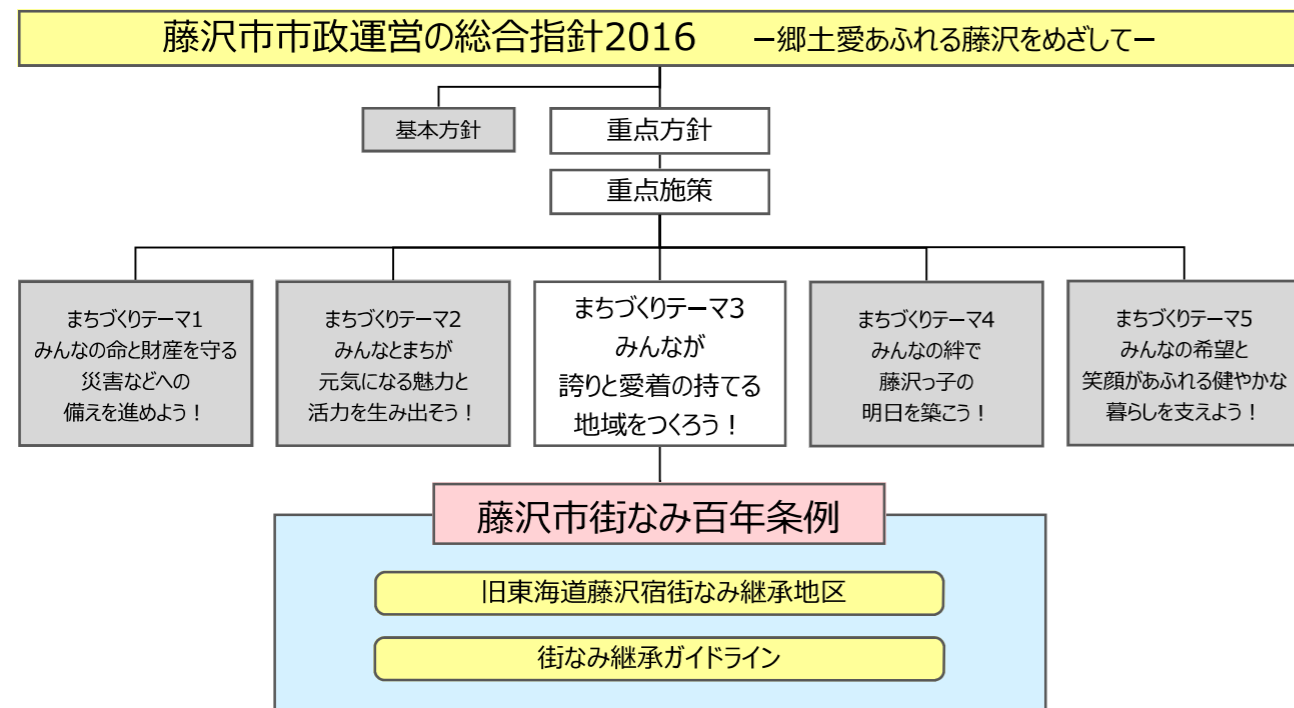 藤沢市市政運営の総合指針2016 −郷土愛あふれる藤沢をめざして−
基本方針
重点方針
重点施策
まちづくりテーマ1
みんなの命と財産を守る
災害などへの
備えを進めよう！
まちづくりテーマ2
みんなとまちが
元気になる魅力と
活力を生み出そう！
まちづくりテーマ3
みんなが
誇りと愛着の持てる
地域をつくろう！
まちづくりテーマ4
みんなの絆で
藤沢っ子の
明日を築こう！
まちづくりテーマ5
みんなの希望と
笑顔があふれる健やかな
暮らしを支えよう！
藤沢市街なみ百年条例
旧東海道藤沢宿街なみ継承地区
街なみ継承ガイドライン